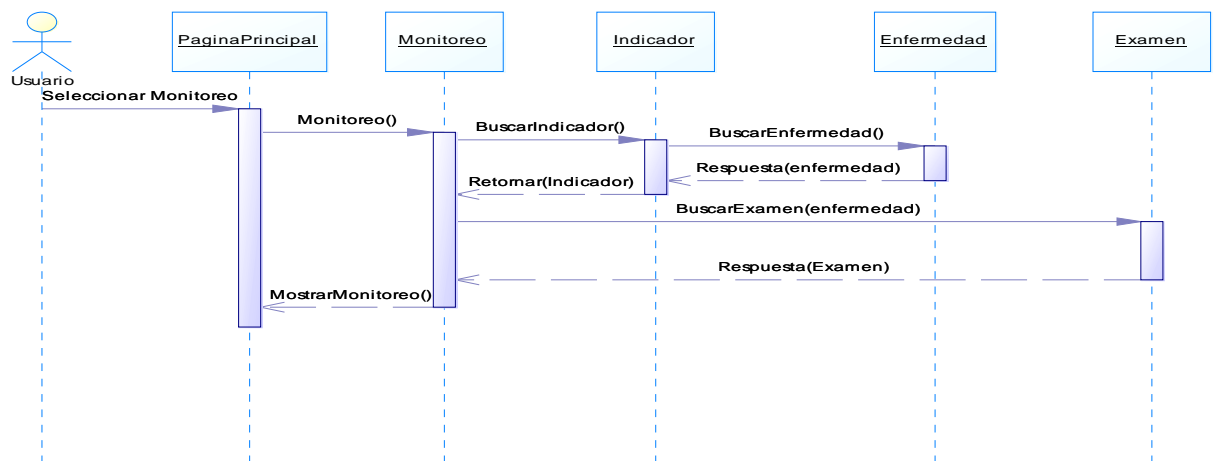 PaginaPrincipal
Monitoreo
Indicador
Enfermedad
Examen
Usuario
Seleccionar Monitoreo
Monitoreo()
BuscarIndicador()
BuscarEnfermedad()
Respuesta(enfermedad)
Retornar(Indicador)
BuscarExamen(enfermedad)
Respuesta(Examen)
MostrarMonitoreo()